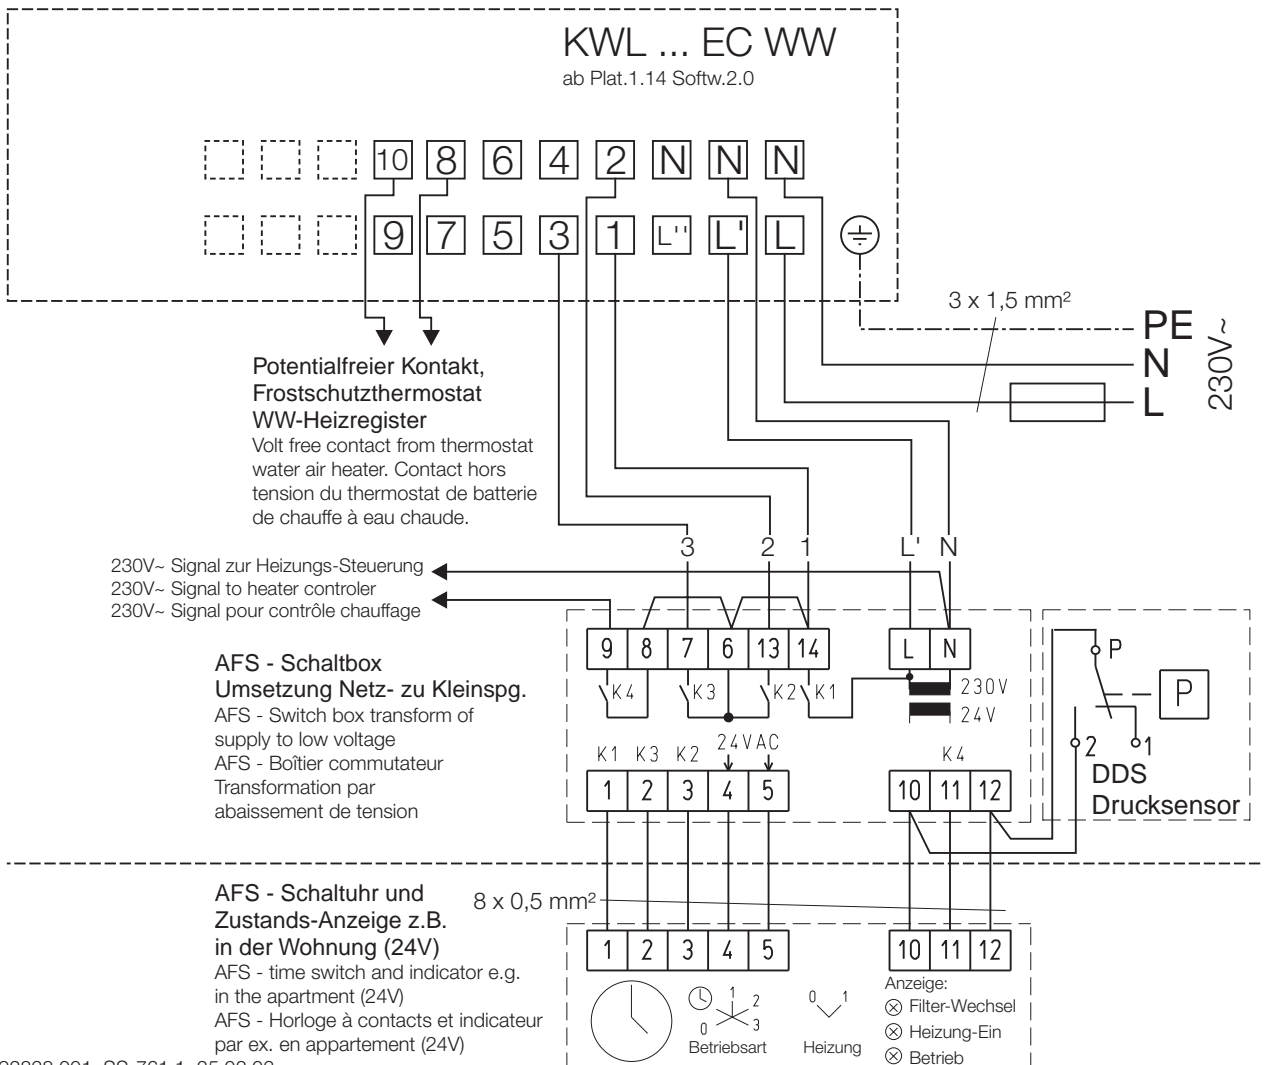 KWL ... EC WW
ab Plat.1.14 Softw.2.0
10 8 6 4 2 N N N
9 7 5 3 1 L'' L' L
3 x 1,5 mm²
PE
N
L
230V~
Potentialfreier Kontakt,
Frostschutzthermostat
WW-Heizregister
Volt free contact from thermostat
water air heater. Contact hors
tension du thermostat de batterie
de chauffe à eau chaude.
3 2 1 L' N
230V~ Signal zur Heizungs-Steuerung
230V~ Signal to heater controler
230V~ Signal pour contrôle chauffage
9 8 7 6 13 14 L N
P
P
K4 K3 K2 K1 230V
24V
AFS - Schaltbox
Umsetzung Netz- zu Kleinspg.
AFS - Switch box transform of
supply to low voltage
AFS - Boîtier commutateur
Transformation par
abaissement de tension
K1 K3 K2 24VAC K4
2 1
1 2 3 4 5 10 11 12
DDS
Drucksensor
AFS - Schaltuhr und
Zustands-Anzeige z.B.
in der Wohnung (24V)
AFS - time switch and indicator e.g.
in the apartment (24V)
AFS - Horloge à contacts et indicateur
par ex. en appartement (24V)
8 x 0,5 mm²
1 2 3 4 5 10 11 12
0 1 2 3
Betriebsart
0 1
Heizung
Anzeige:
Filter-Wechsel
Heizung-Ein
Betrieb